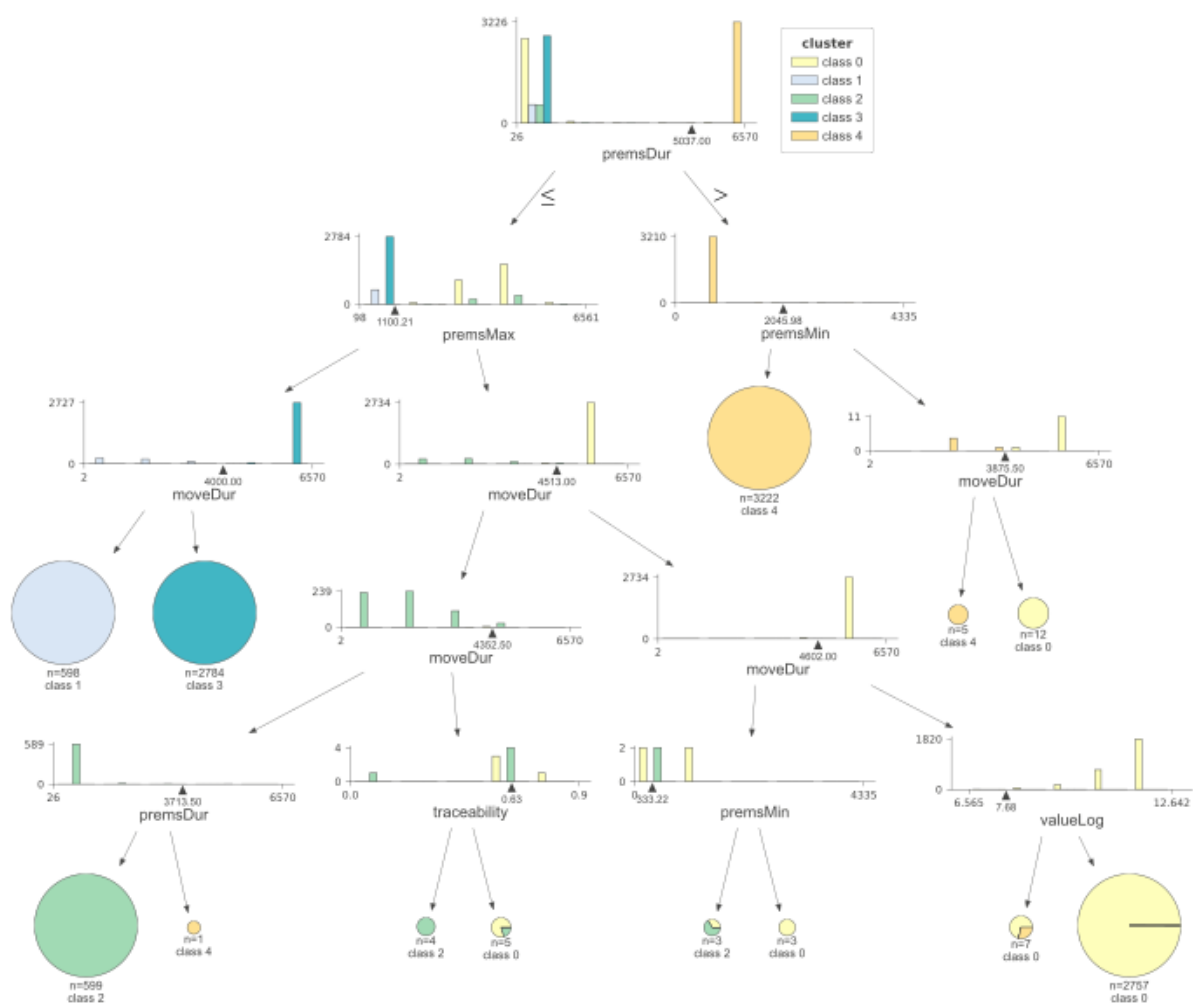 3226
0
26
5037.00
6570
premsDur
cluster
class 0
class 1
class 2
class 3
class 4
≤
>
2784
0
98
1100.21
6561
premsMax
3210
0
0
2045.98
4335
premsMin
2727
0
2
4000.00
6570
moveDur
2734
0
2
4513.00
6570
moveDur
n=3222
class 4
11
0
2
3875.50
6570
moveDur
n=598
class 1
n=2784
class 3
239
0
2
4352.50
6570
moveDur
2734
0
2
4602.00
6570
moveDur
n=5
class 4
n=12
class 0
589
0
26
3713.50
6570
premsDur
4
0
0.0
0.63
0.9
traceability
2
0
0
333.22
4335
premsMin
1820
0
6.565
7.68
12.642
valueLog
n=599
class 2
n=1
class 4
n=4
class 2
n=5
class 0
n=3
class 2
n=3
class 0
n=7
class 0
n=2757
class 0